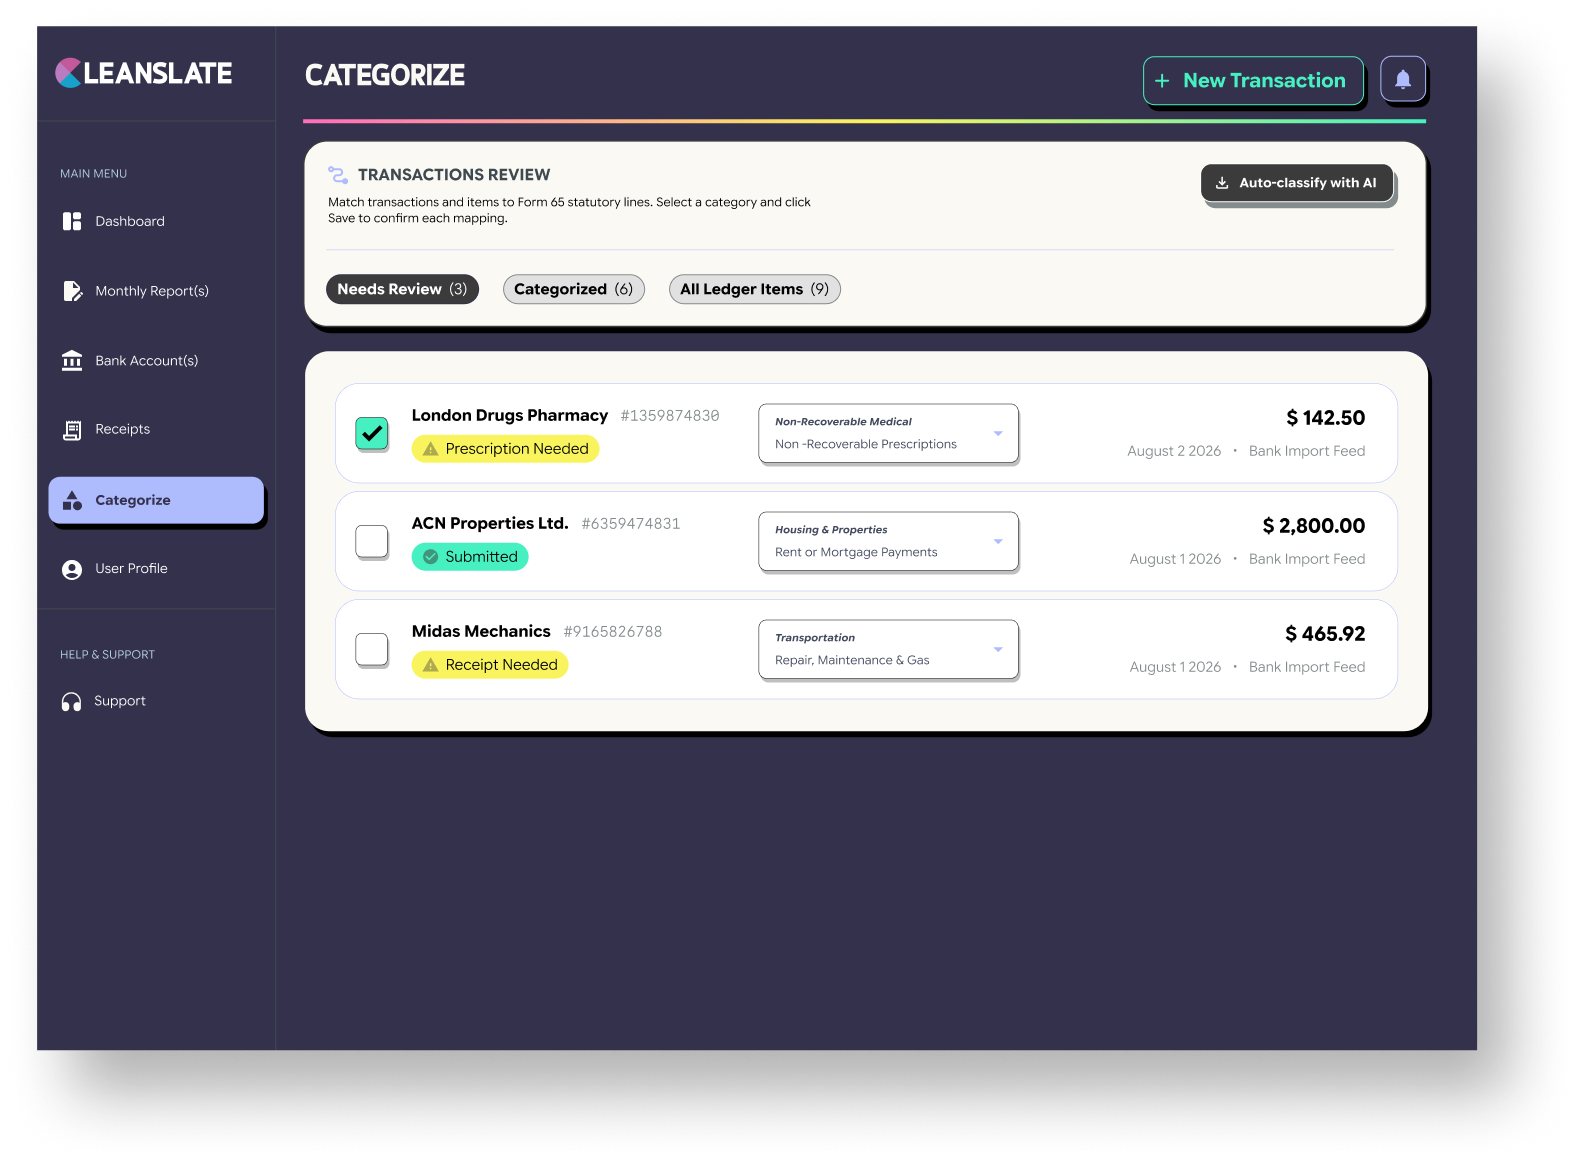 LEANSLATE
CATEGORIZE
+ New Transaction
MAIN MENU
Dashboard
Monthly Report(s)
Bank Account(s)
Receipts
Categorize
User Profile
HELP & SUPPORT
Support
TRANSACTIONS REVIEW
Match transactions and items to Form 65 statutory lines. Select a category and click
Save to confirm each mapping.
Auto-classify with AI
Needs Review (3)
Categorized (6)
All Ledger Items (9)
London Drugs Pharmacy #1359874830
Prescription Needed
Non-Recoverable Medical
Non -Recoverable Prescriptions
$ 142.50
August 2 2026 • Bank Import Feed
ACN Properties Ltd. #6359474831
Submitted
Housing & Properties
Rent or Mortgage Payments
$ 2,800.00
August 1 2026 • Bank Import Feed
Midas Mechanics #9165826788
Receipt Needed
Transportation
Repair, Maintenance & Gas
$ 465.92
August 1 2026 • Bank Import Feed